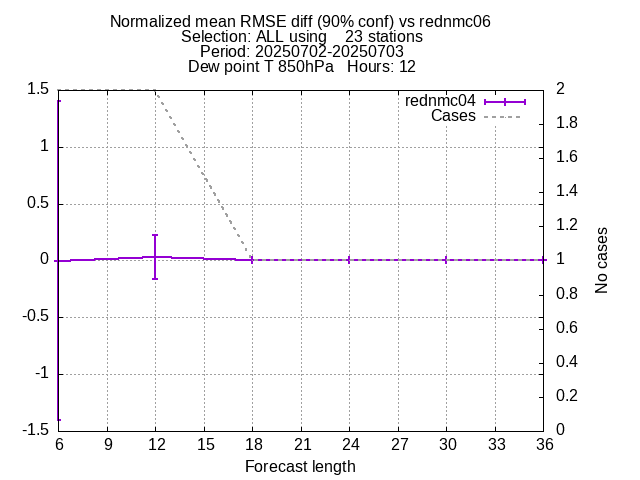 Normalized mean RMSE diff (90% conf) vs rednmc06
Selection: ALL using    23 stations
Period: 20250702-20250703
Dew point T 850hPa   Hours: 12
rednmc04
Cases
1.5
1
0.5
0
-0.5
-1
-1.5
2
1.8
1.6
1.4
1.2
1
0.8
0.6
0.4
0.2
0
No cases
6 9 12 15 18 21 24 27 30 33 36
Forecast length